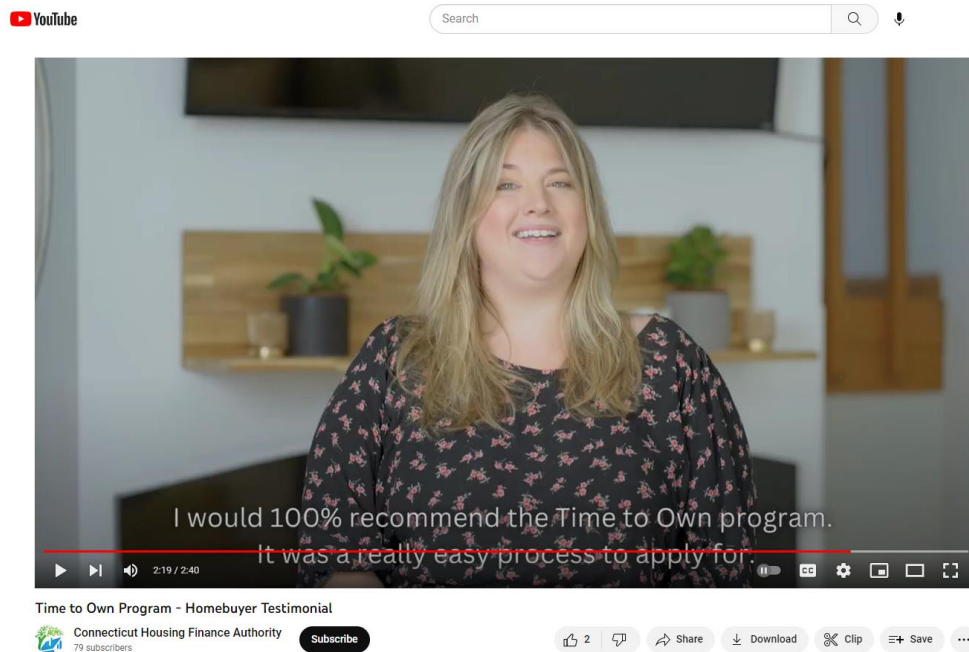 YouTube
Search
I would 100% recommend the Time to Own program.
It was a really easy process to apply for.
2:19 / 2:40
CC
Time to Own Program - Homebuyer Testimonial
Connecticut Housing Finance Authority
79 subscribers
Subscribe
2
Share
Download
Clip
Save